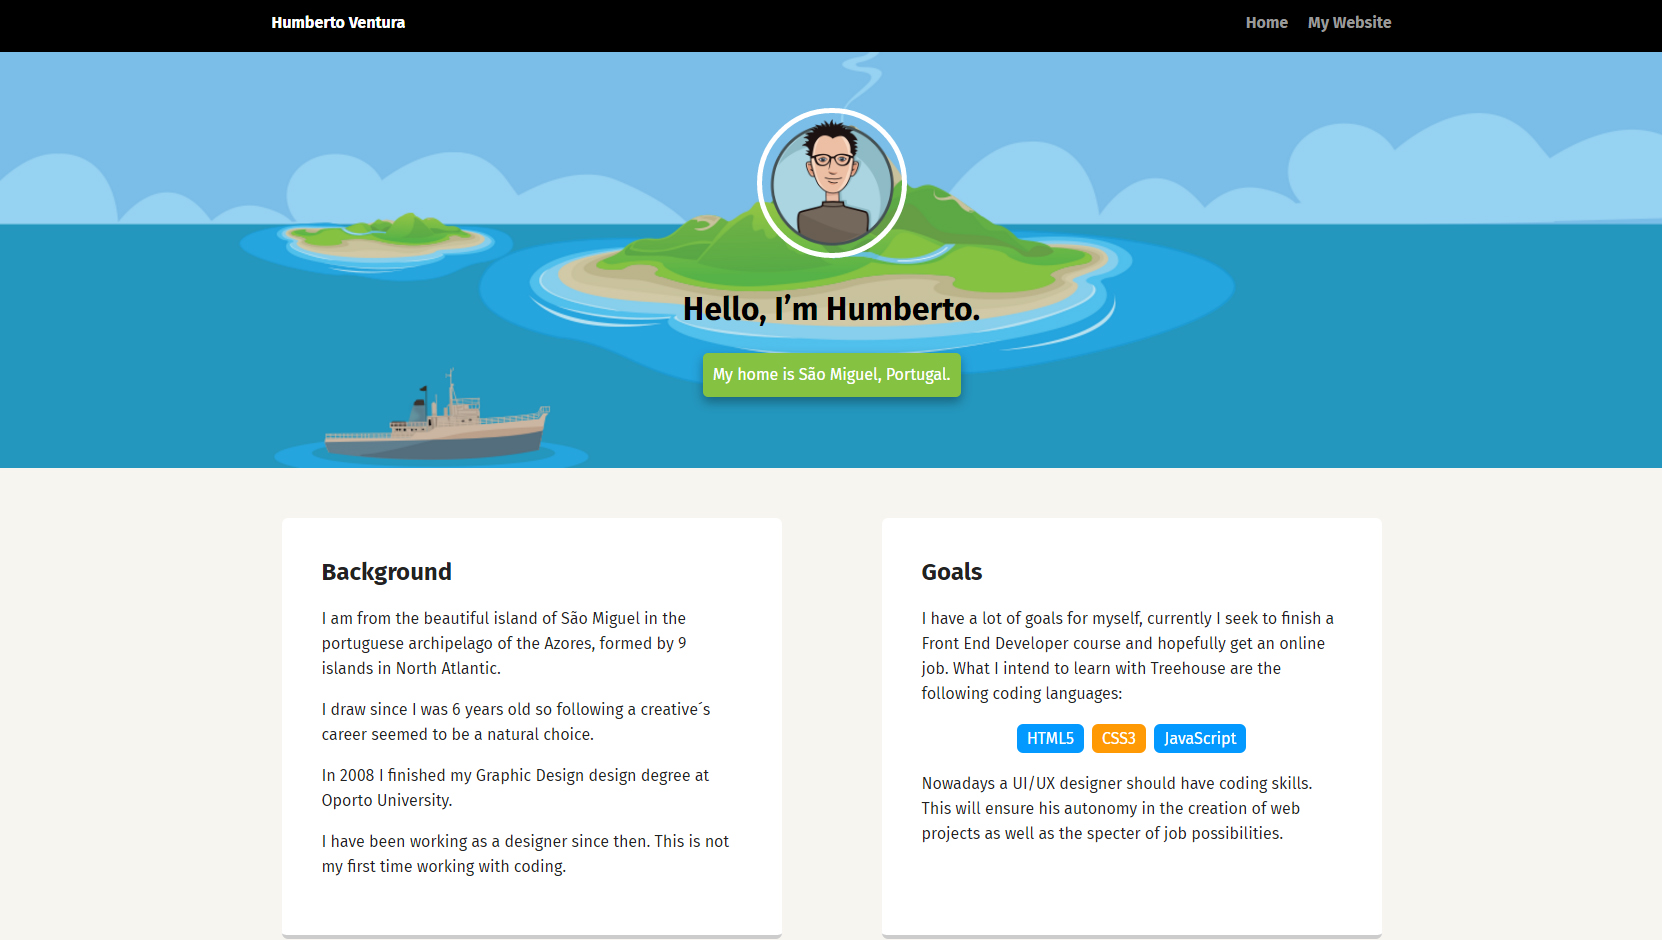 Humberto Ventura
Home My Website
Hello, I’m Humberto.
My home is São Miguel, Portugal.
Background
I am from the beautiful island of São Miguel in the
portuguese archipelago of the Azores, formed by 9
islands in North Atlantic.
I draw since I was 6 years old so following a creative´s
career seemed to be a natural choice.
In 2008 I finished my Graphic Design design degree at
Oporto University.
I have been working as a designer since then. This is not
my first time working with coding.
Goals
I have a lot of goals for myself, currently I seek to finish a
Front End Developer course and hopefully get an online
job. What I intend to learn with Treehouse are the
following coding languages:
HTML5 CSS3 JavaScript
Nowadays a UI/UX designer should have coding skills.
This will ensure his autonomy in the creation of web
projects as well as the specter of job possibilities.